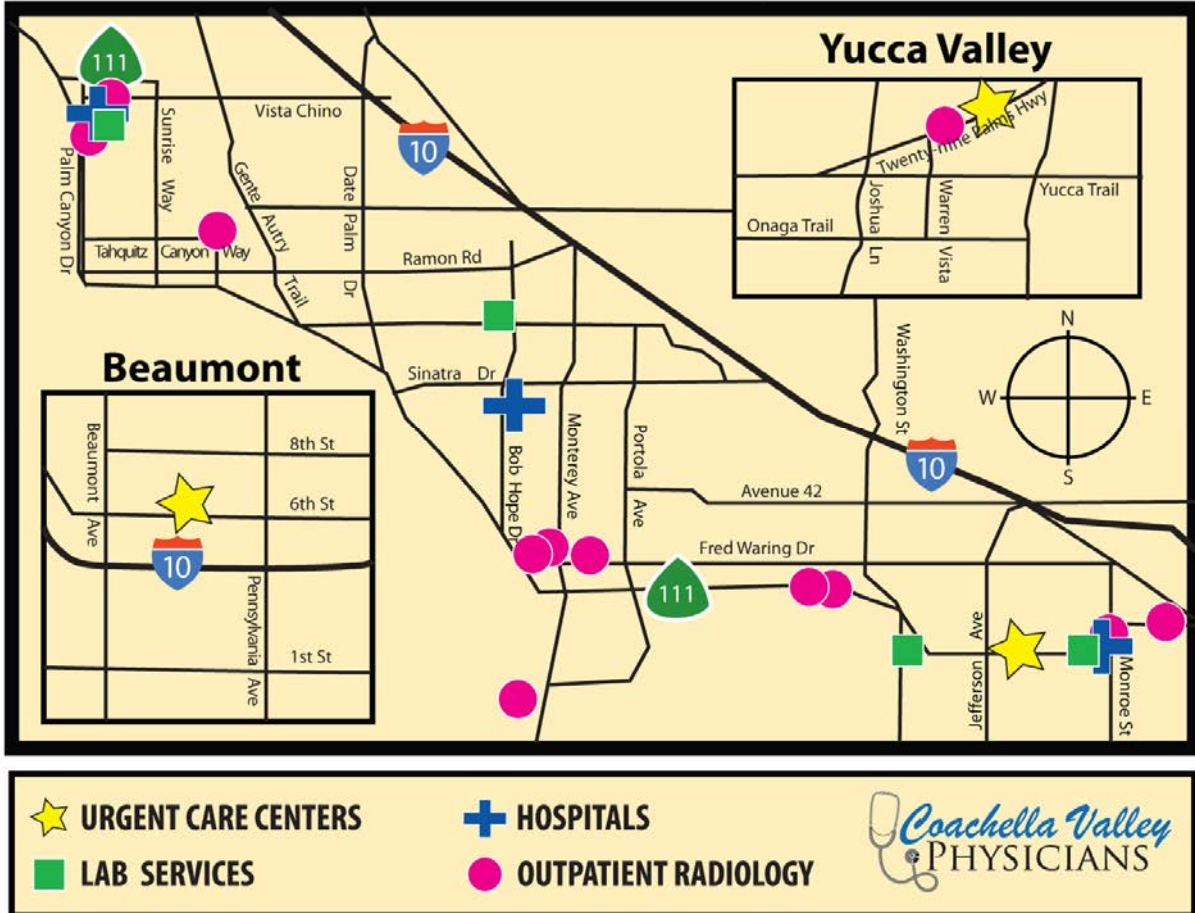 111
Vista Chino
Palm Canyon Dr
Sunrise Way
Gente Autry Trail
Date Palm Dr
10
Tahquitz Canyon Way
Ramon Rd
Sinatra Dr
Bob Hope Dr
Monterey Ave
Portola Ave
Washington St
10
Avenue 42
Fred Waring Dr
111
Jefferson Ave
Monroe St
Yucca Valley
Twenty-nine Palms Hwy
Yucca Trail
Onaga Trail
Joshua Ln
Warren Vista
N
W
E
S
Beaumont
Beaumont Ave
8th St
6th St
10
Pennsylvania Ave
1st St
URGENT CARE CENTERS
HOSPITALS
LAB SERVICES
OUTPATIENT RADIOLOGY
Coachella Valley
PHYSICIANS